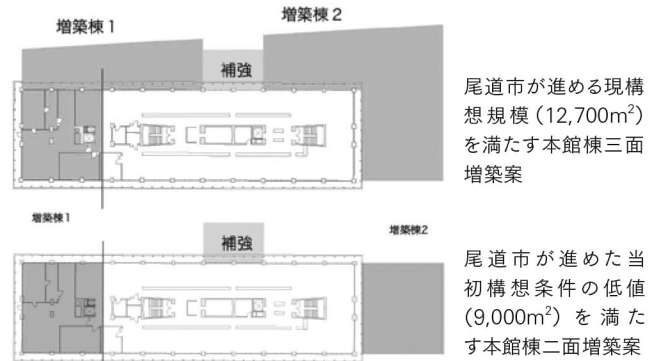 増築棟1
増築棟2
補強
尾道市が進める現構
想規模（12,700m²）
を満たす本館棟三面
増築案
増築棟1
補強
増築棟2
尾道市が進めた当
初構想条件の低値
(9,000m²) を満た
す本館棟二面増築案